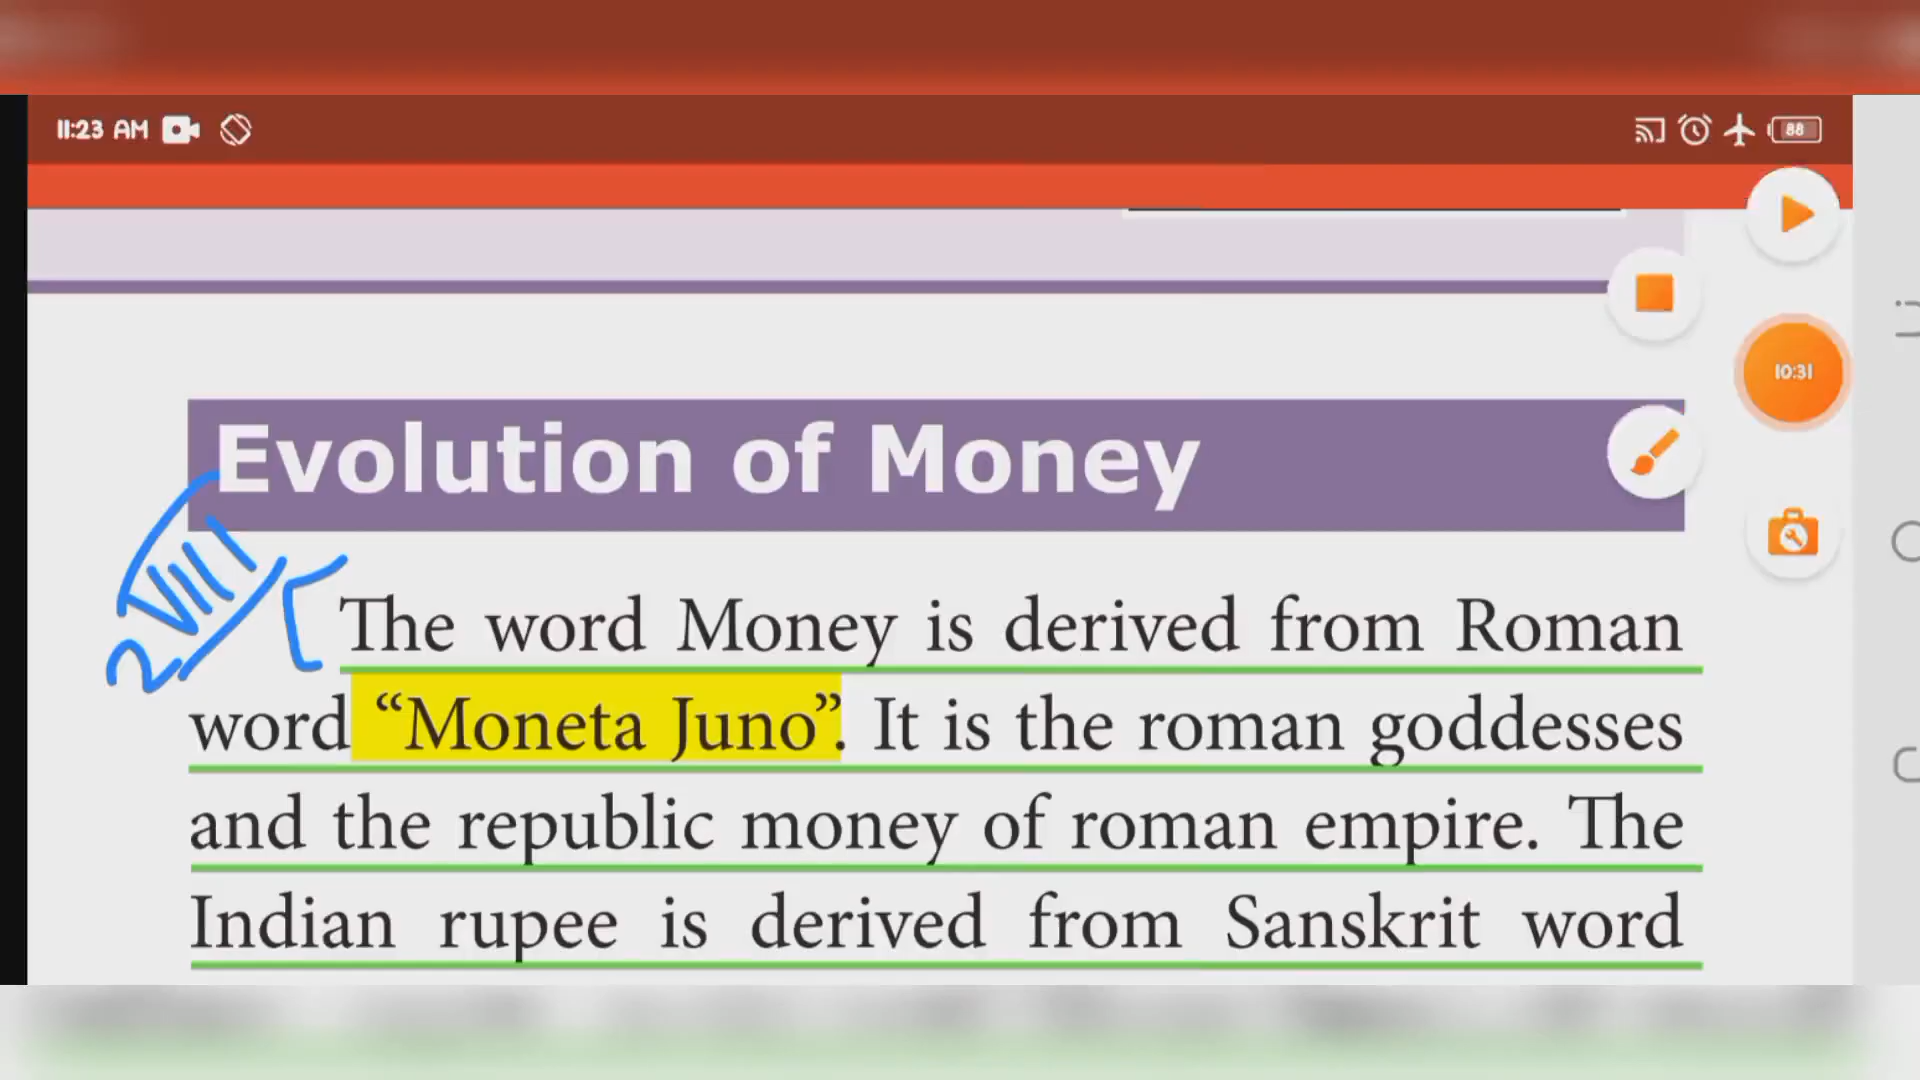 11:23 AM
88
10:31
Evolution of Money
2 VIII
The word Money is derived from Roman
word “Moneta Juno”. It is the roman goddesses
and the republic money of roman empire. The
Indian rupee is derived from Sanskrit word